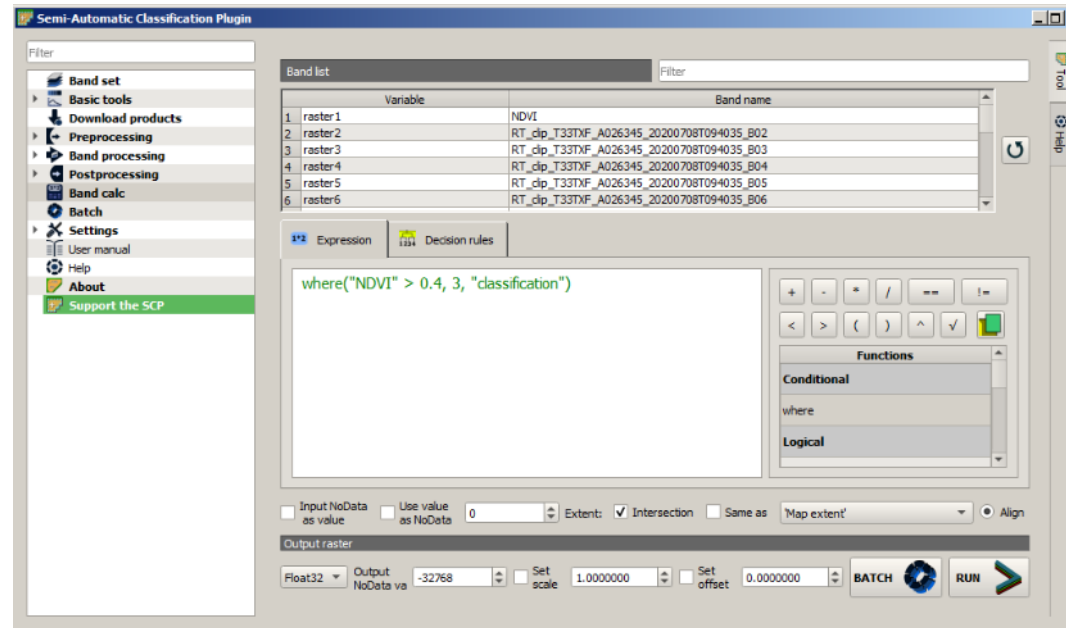 Semi-Automatic Classification Plugin
Filter
Band set
Basic tools
Download products
Preprocessing
Band processing
Postprocessing
Band calc
Batch
Settings
User manual
Help
About
Support the SCP
Band list
Filter
Variable Band name
1 raster1 NDVI
2 raster2 RT_clip_T33TXF_A026345_20200708T094035_B02
3 raster3 RT_clip_T33TXF_A026345_20200708T094035_B03
4 raster4 RT_clip_T33TXF_A026345_20200708T094035_B04
5 raster5 RT_clip_T33TXF_A026345_20200708T094035_B05
6 raster6 RT_clip_T33TXF_A026345_20200708T094035_B06
Expression
Decision rules
where("NDVI" > 0.4, 3, "classification")
+ - * / == !=
< > ( ) ^ √
Functions
Conditional
where
Logical
Input NoData
as value
Use value
as NoData
0
Extent:
Intersection
Same as
'Map extent'
Align
Output raster
Float32
Output
NoData va
-32768
Set
scale
1.0000000
Set
offset
0.0000000
BATCH
RUN
Tool
Help